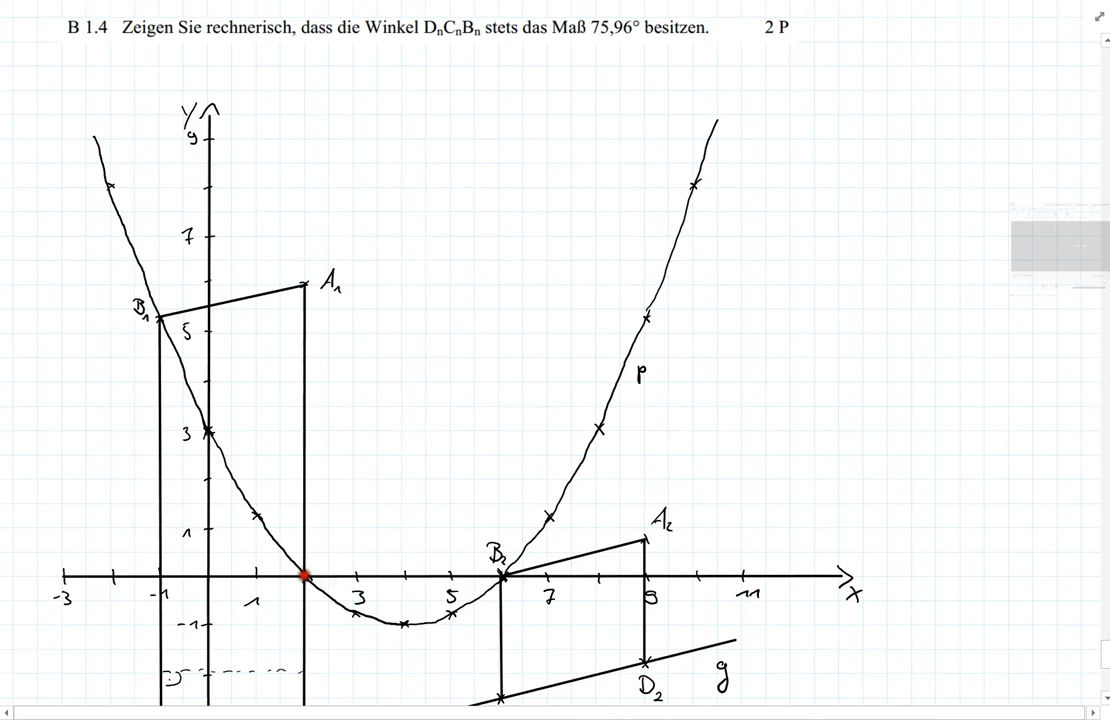 B 1.4 Zeigen Sie rechnerisch, dass die Winkel DₙCₙBₙ stets das Maß 75,96° besitzen. 2 P
y
9
7
A₁
B₁
5
p
3
A₂
1
B₂
-3 -1 1 3 5 7 9 11 x
-1
g
D₂